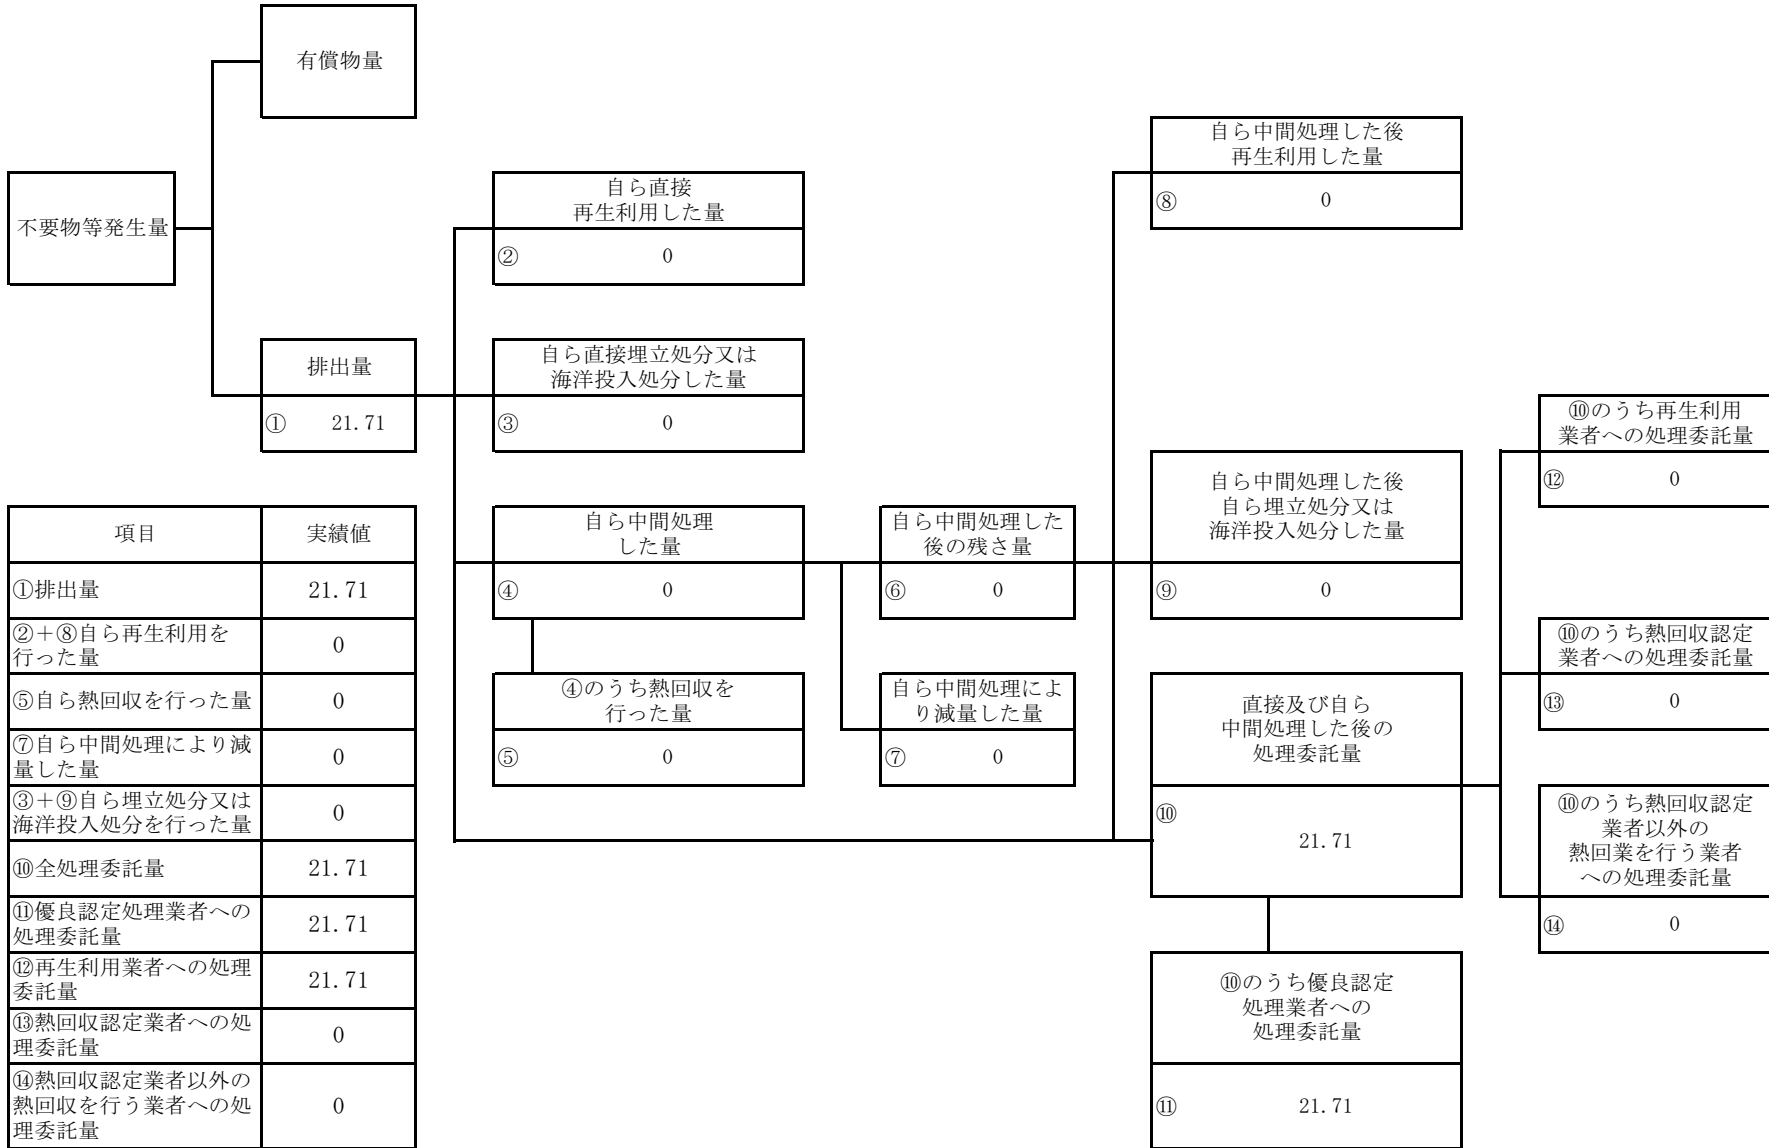 有償物量
不要物等発生量
排出量
① 21.71
自ら直接
再生利用した量
② 0
自ら直接埋立処分又は
海洋投入処分した量
③ 0
自ら中間処理
した量
④ 0
④のうち熱回収を
行った量
⑤ 0
自ら中間処理した
後の残さ量
⑥ 0
自ら中間処理によ
り減量した量
⑦ 0
自ら中間処理した後
再生利用した量
⑧ 0
自ら中間処理した後
自ら埋立処分又は
海洋投入処分した量
⑨ 0
直接及び自ら
中間処理した後の
処理委託量
⑩
21.71
⑩のうち優良認定
処理業者への
処理委託量
⑪ 21.71
⑩のうち再生利用
業者への処理委託量
⑫ 0
⑩のうち熱回収認定
業者への処理委託量
⑬ 0
⑩のうち熱回収認定
業者以外の
熱回業を行う業者
への処理委託量
⑭ 0
項目 実績値
①排出量 21.71
②＋⑧自ら再生利用を
行った量 0
⑤自ら熱回収を行った量 0
⑦自ら中間処理により減
量した量 0
③＋⑨自ら埋立処分又は
海洋投入処分を行った量 0
⑩全処理委託量 21.71
⑪優良認定処理業者への
処理委託量 21.71
⑫再生利用業者への処理
委託量 21.71
⑬熱回収認定業者への処
理委託量 0
⑭熱回収認定業者以外の
熱回収を行う業者への処 0
理委託量